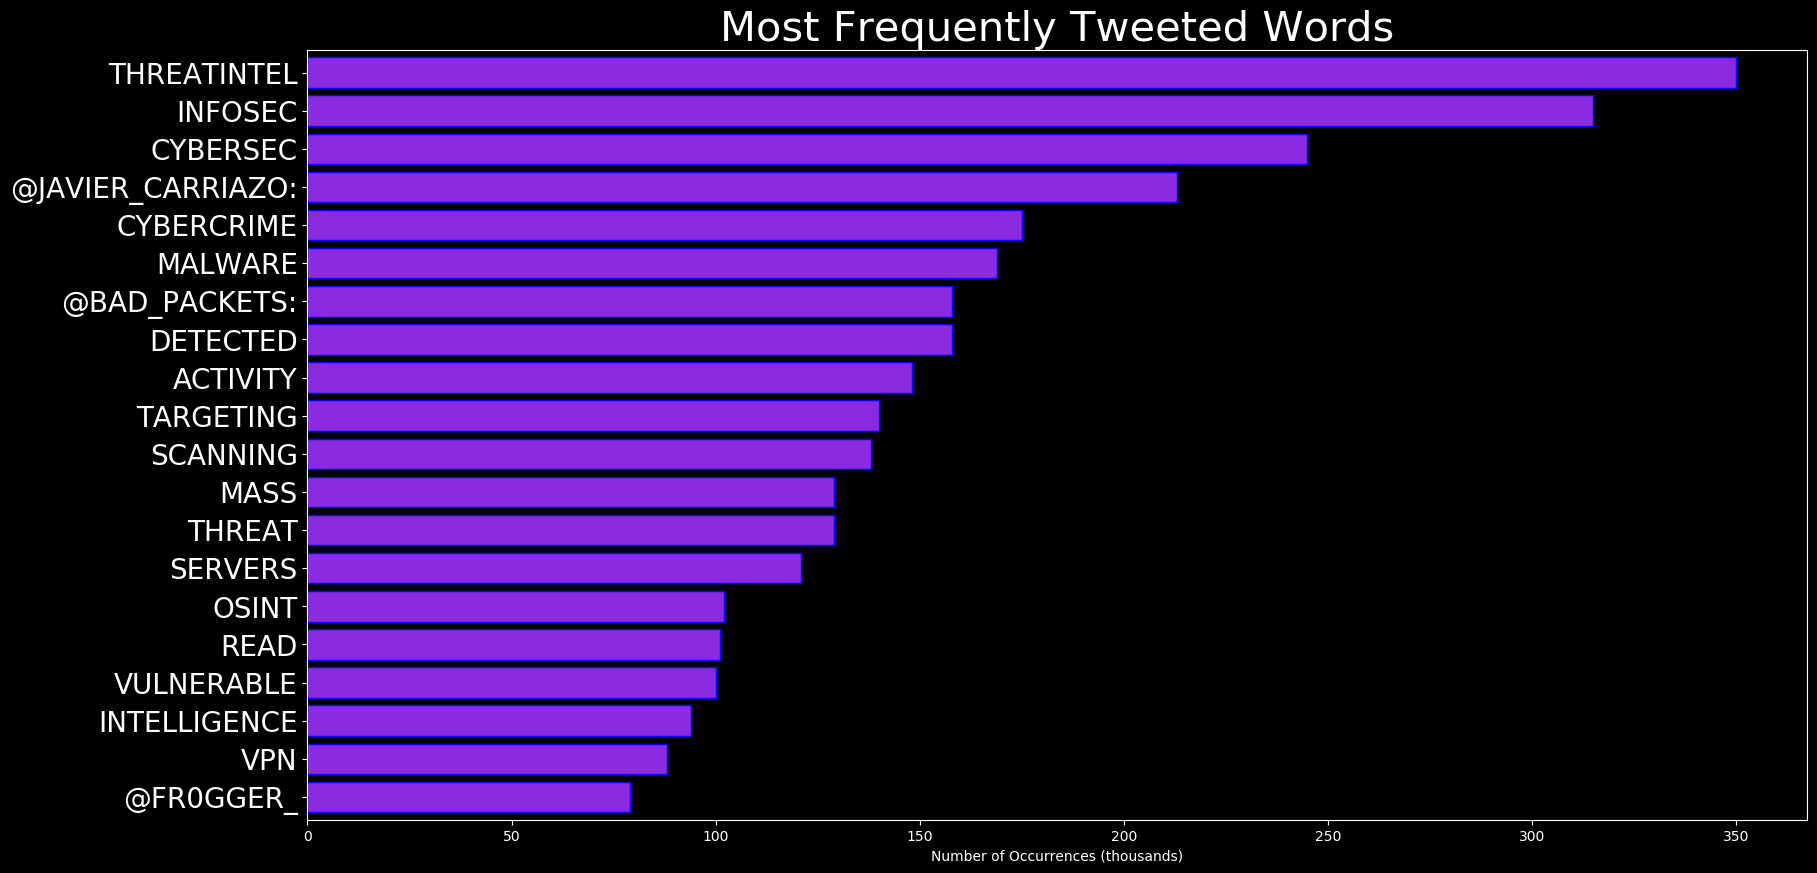 Most Frequently Tweeted Words
THREATINTEL
INFOSEC
CYBERSEC
@JAVIER_CARRIAZO:
CYBERCRIME
MALWARE
@BAD_PACKETS:
DETECTED
ACTIVITY
TARGETING
SCANNING
MASS
THREAT
SERVERS
OSINT
READ
VULNERABLE
INTELLIGENCE
VPN
@FR0GGER_
0 50 100 150 200 250 300 350
Number of Occurrences (thousands)